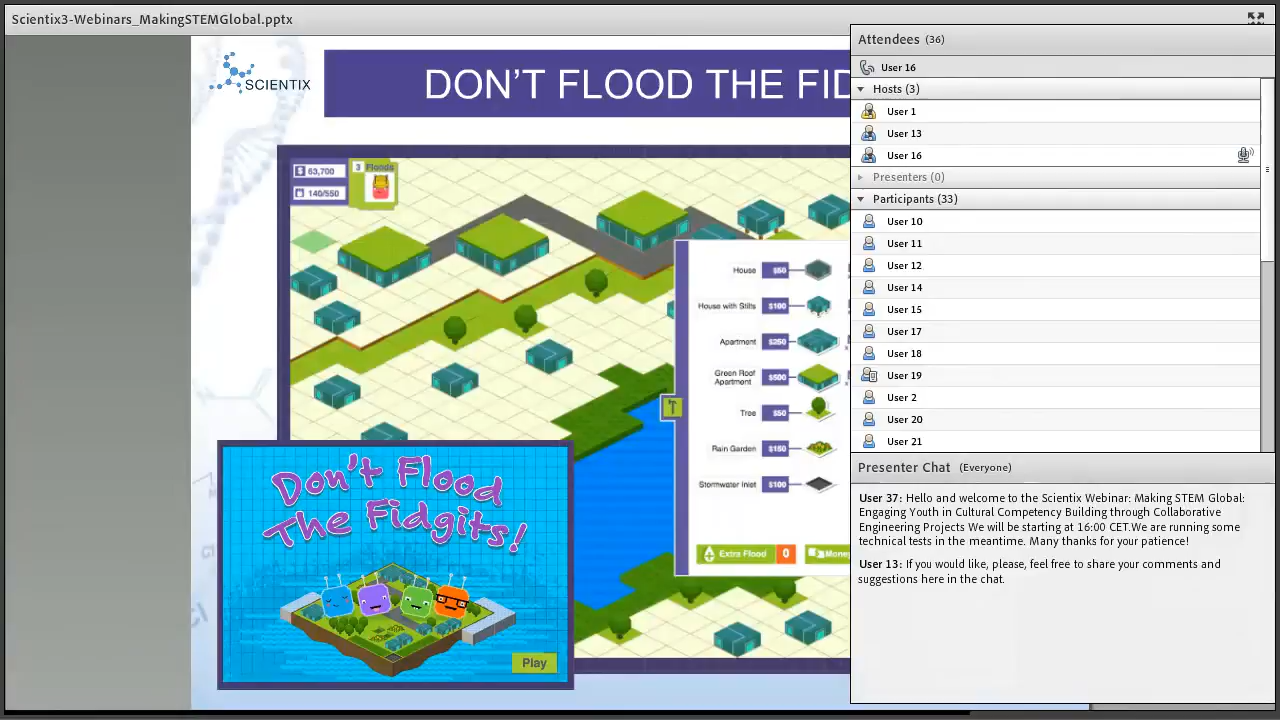 Scientix3-Webinars_MakingSTEMGlobal.pptx
SCIENTIX
DON'T FLOOD THE FID
$ 63,700
140/550
3 Floods
House $50
House with Stilts $100
Apartment $250
Green Roof
Apartment $500
Tree $50
Rain Garden $150
Stormwater Inlet $100
Extra Flood 0
Money
Don't Flood
The Fidgits!
Play
Attendees (36)
User 16
Hosts (3)
User 1
User 13
User 16
Presenters (0)
Participants (33)
User 10
User 11
User 12
User 14
User 15
User 17
User 18
User 19
User 2
User 20
User 21
Presenter Chat (Everyone)
User 37: Hello and welcome to the Scientix Webinar: Making STEM Global:
Engaging Youth in Cultural Competency Building through Collaborative
Engineering Projects We will be starting at 16:00 CET.We are running some
technical tests in the meantime. Many thanks for your patience!
User 13: If you would like, please, feel free to share your comments and
suggestions here in the chat.